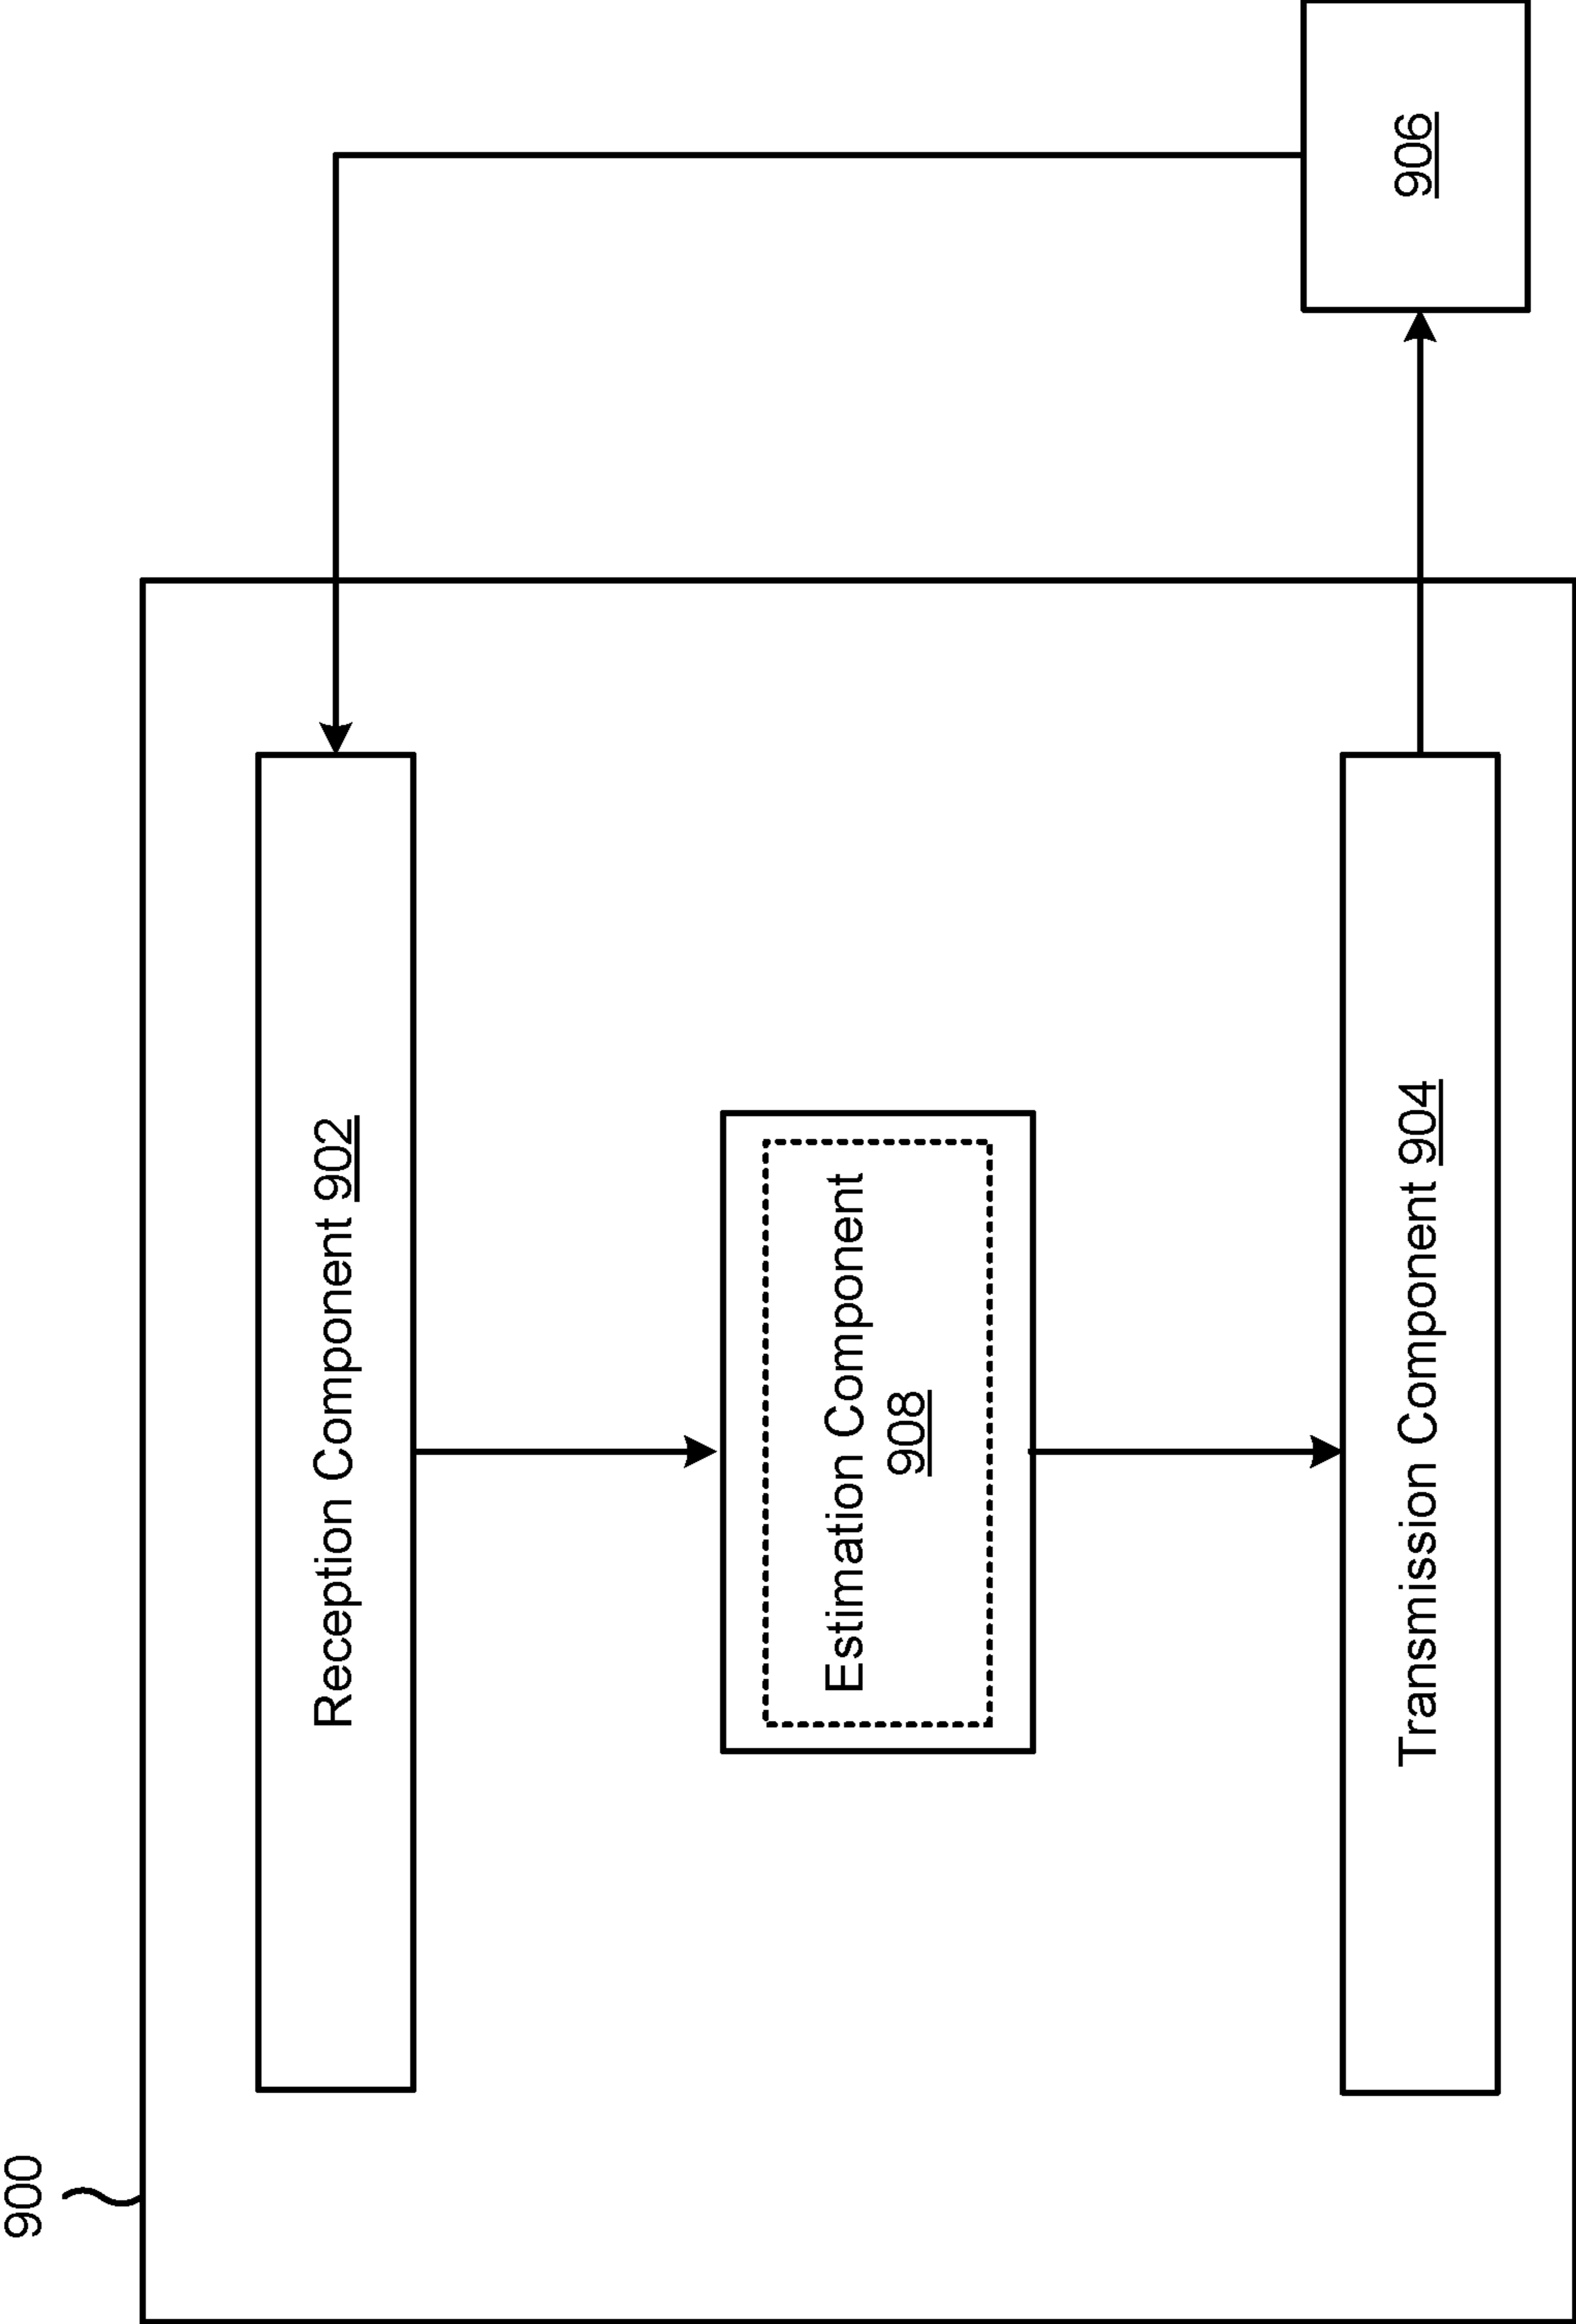 900
Reception Component 902
Estimation Component
908
Transmission Component 904
906